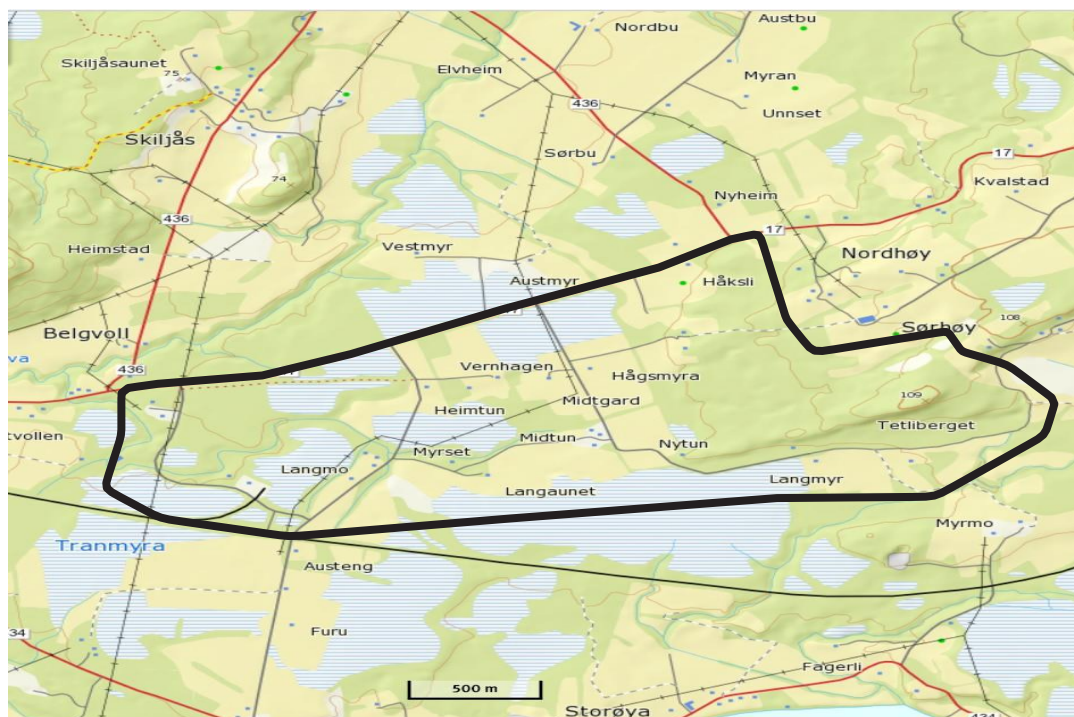 Austbu
Nordbu
Skiljåsaunet
75
Elvheim
Myran
436
Unnset
Skiljås
Sørbu
17
74
Kvalstad
Nyheim
436
17
Heimstad
Vestmyr
Nordhøy
Austmyr
Håksli
108
Belgvoll
Sørhøy
va
436
Vernhagen
Hågsmyra
109
Heimtun
Midtgard
Tetliberget
tvollen
Midtun
Nytun
Myrset
Langmo
Langmyr
Langaunet
Myrmo
Tranmyra
Austeng
34
Furu
Fagerli
500 m
Storøya